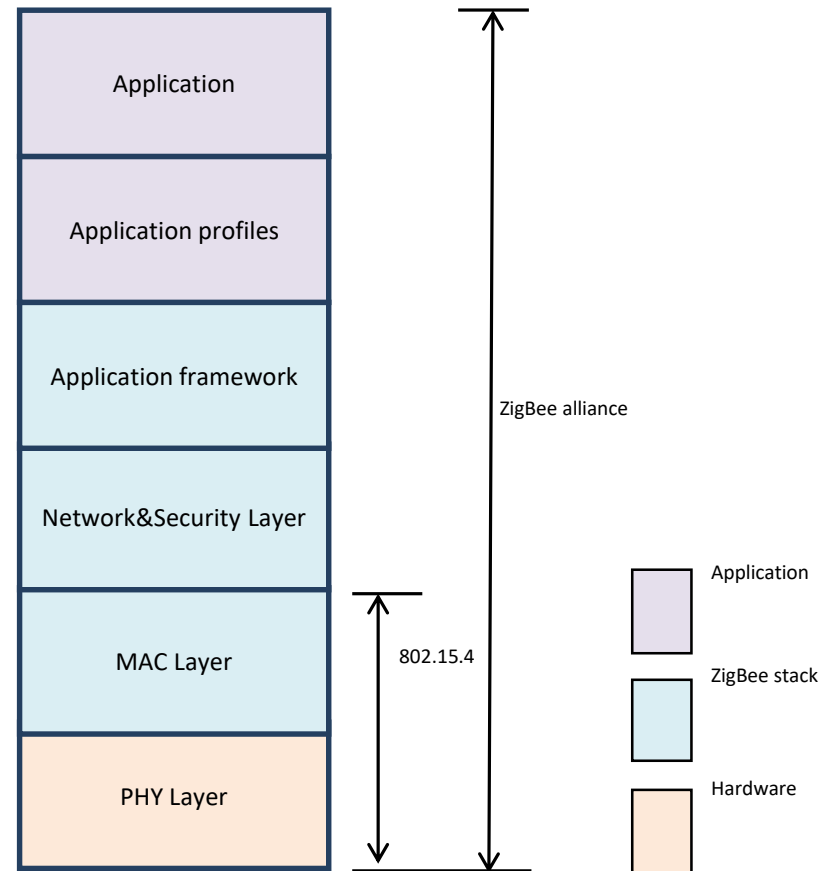 Application
Application profiles
Application framework
ZigBee alliance
Network&Security Layer
MAC Layer
802.15.4
PHY Layer
Application
ZigBee stack
Hardware